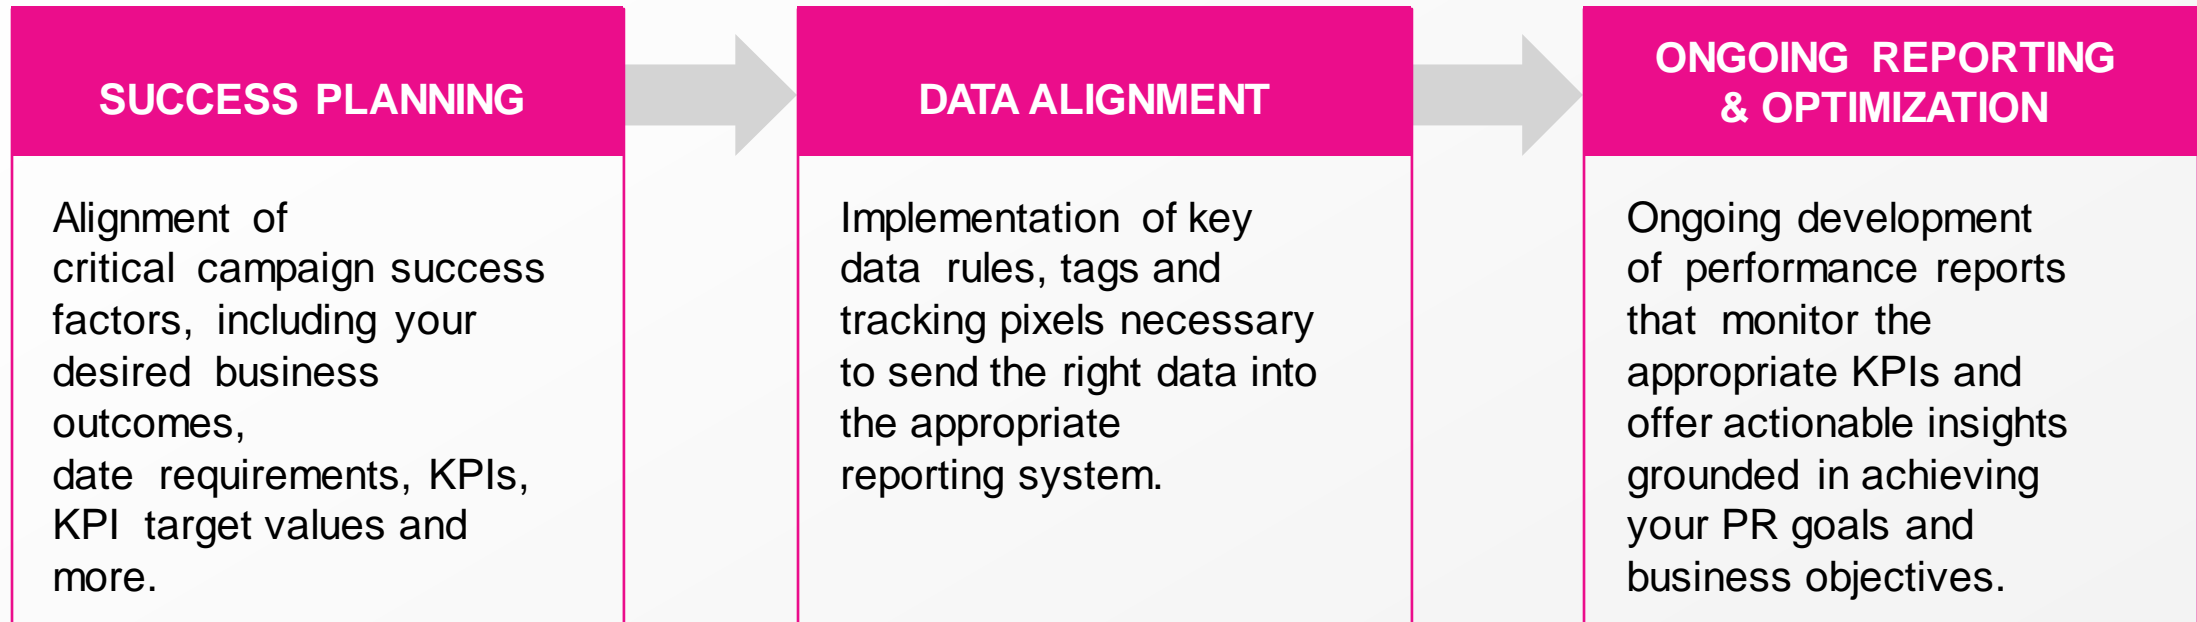 SUCCESS PLANNING
Alignment of
critical campaign success
factors, including your
desired business
outcomes,
date requirements, KPIs,
KPI target values and
more.
DATA ALIGNMENT
Implementation of key
data rules, tags and
tracking pixels necessary
to send the right data into
the appropriate
reporting system.
ONGOING REPORTING
& OPTIMIZATION
Ongoing development
of performance reports
that monitor the
appropriate KPIs and
offer actionable insights
grounded in achieving
your PR goals and
business objectives.